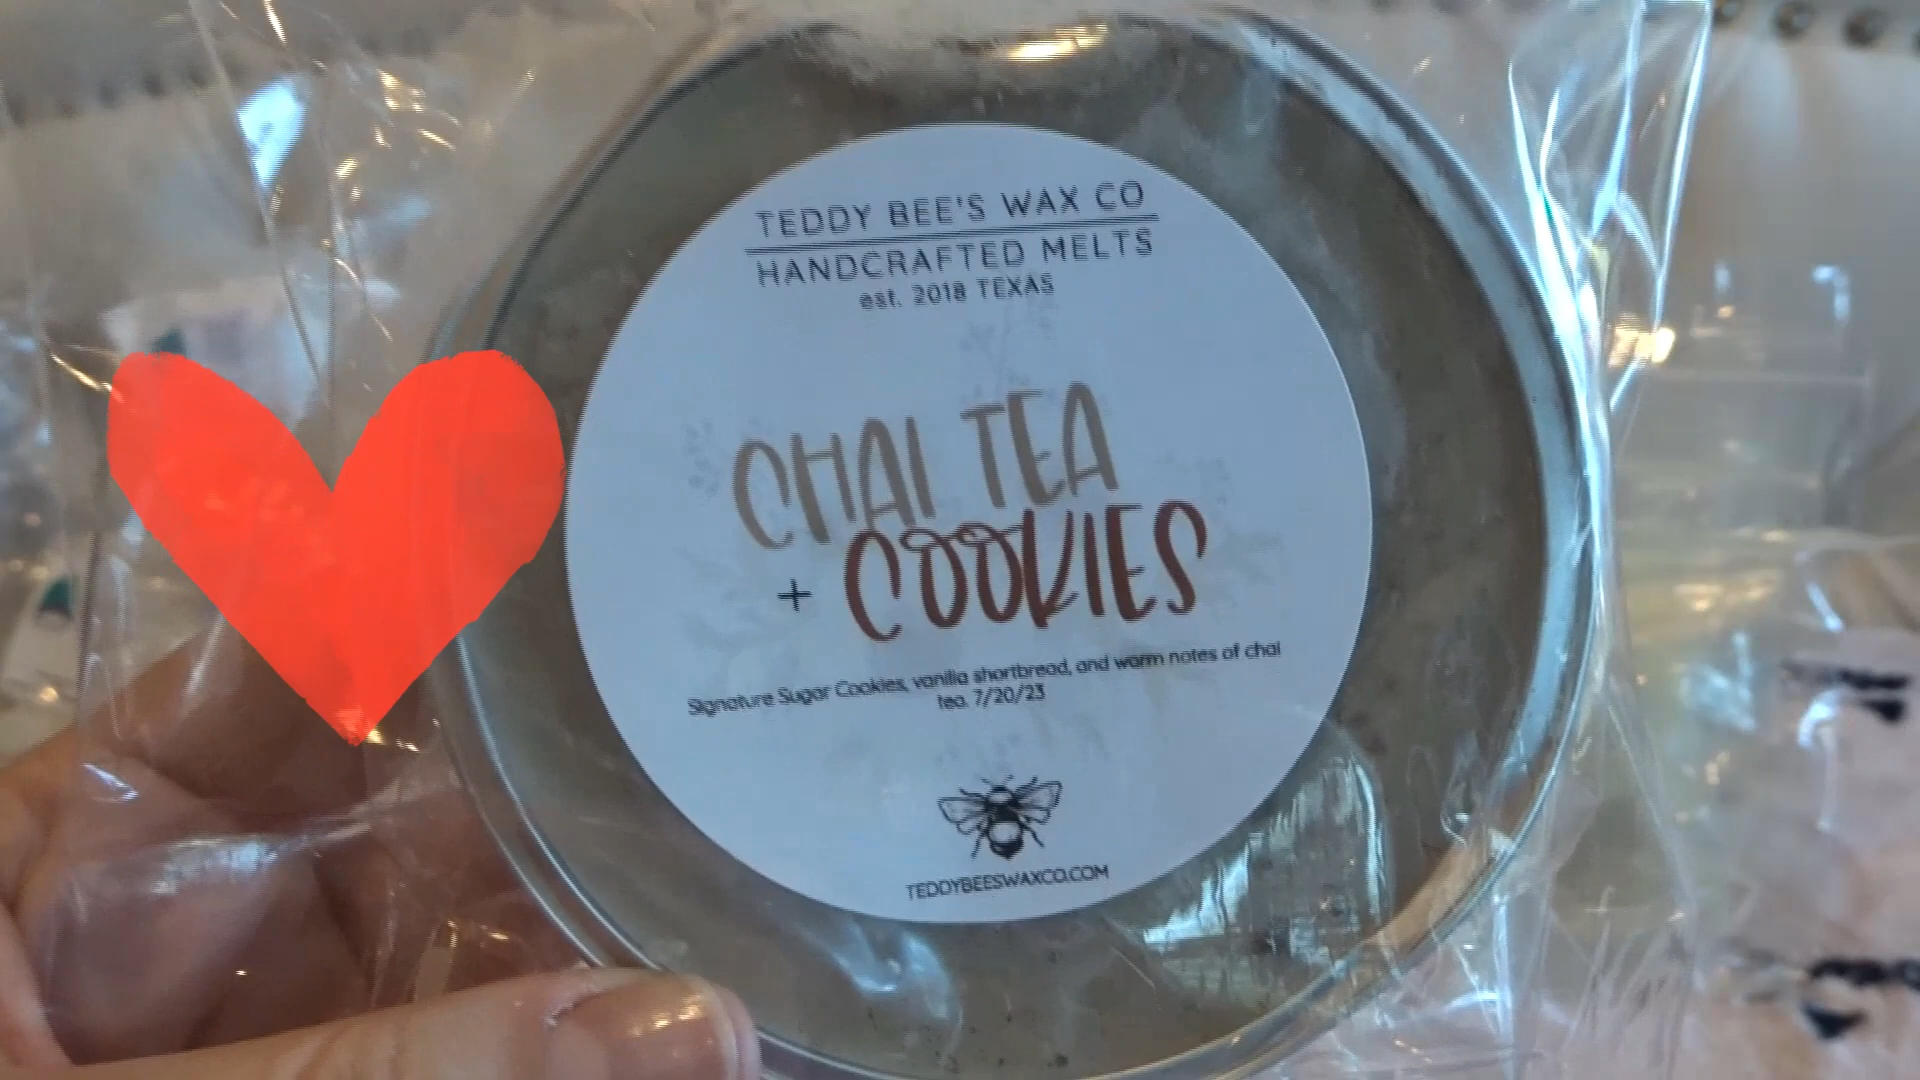 TEDDY BEE'S WAX CO
HANDCRAFTED MELTS
est. 2018 TEXAS
CHAI TEA
+ COOKIES
Signature Sugar Cookies, vanilla shortbread, and warm notes of chai
tea. 7/20/23
TEDDYBEESWAXCO.COM